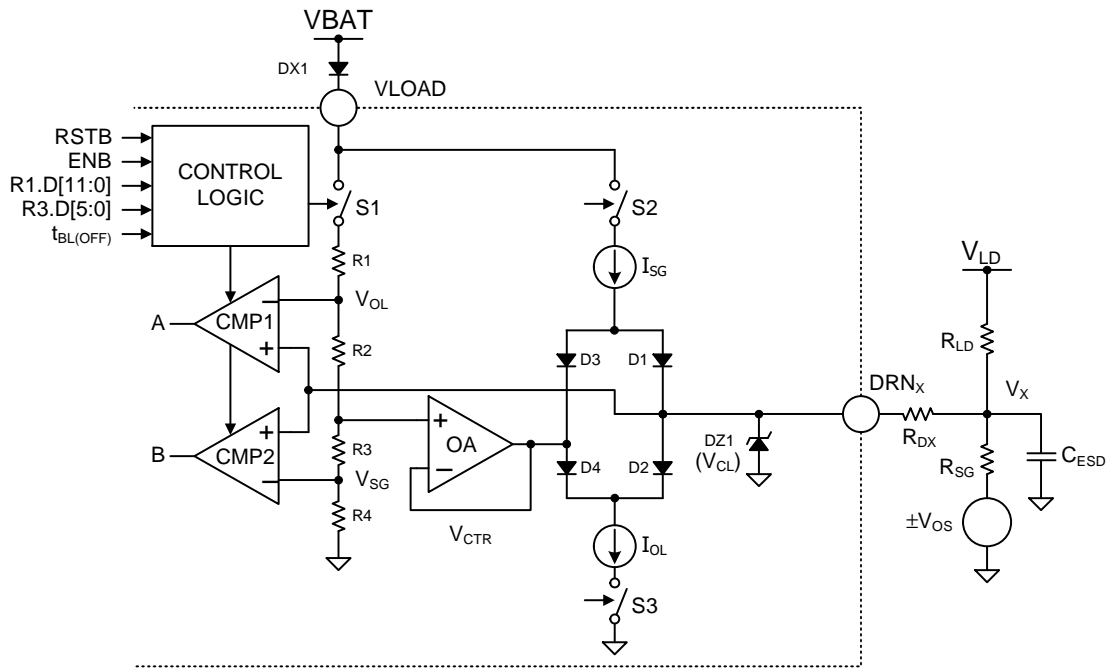 VBAT
DX1
VLOAD
RSTB
ENB
R1.D[11:0]
R3.D[5:0]
tBL(OFF)
CONTROL
LOGIC
S1
S2
R1
ISG
VLD
A
CMP1
VOL
RLD
R2
D3
D1
DRNX
VX
B
CMP2
R3
OA
DZ1
(VCL)
RDX
RSG
CESD
VSG
D4
D2
R4
VCTR
±VOS
IOL
S3